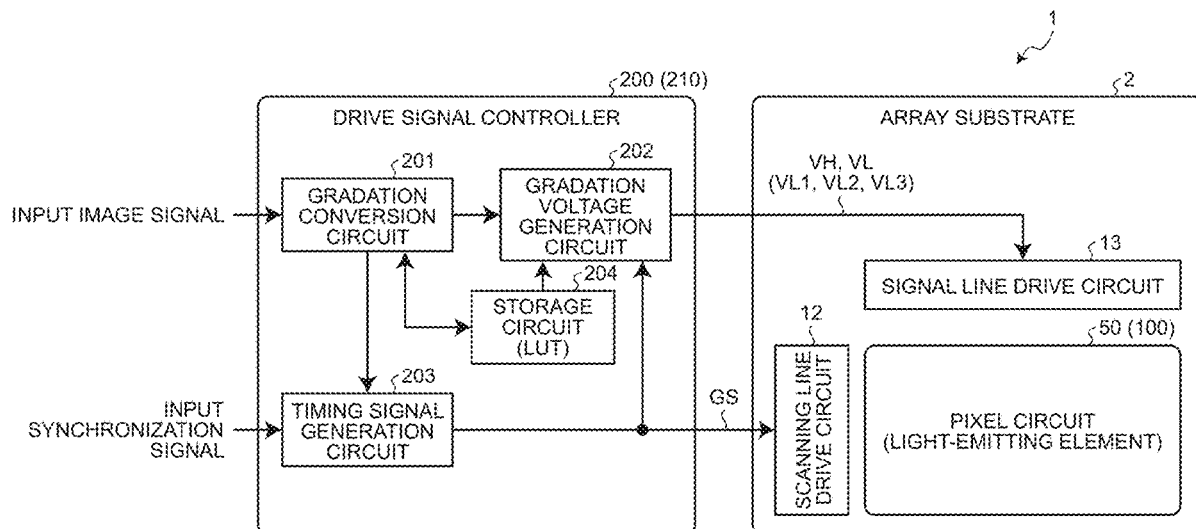 1
200 (210)
2
DRIVE SIGNAL CONTROLLER
ARRAY SUBSTRATE
201
202
VH, VL
(VL1, VL2, VL3)
INPUT IMAGE SIGNAL
GRADATION
CONVERSION
CIRCUIT
GRADATION
VOLTAGE
GENERATION
CIRCUIT
13
SIGNAL LINE DRIVE CIRCUIT
204
STORAGE
CIRCUIT
(LUT)
12
50 (100)
203
INPUT
SYNCHRONIZATION
SIGNAL
TIMING SIGNAL
GENERATION
CIRCUIT
GS
SCANNING LINE
DRIVE CIRCUIT
PIXEL CIRCUIT
(LIGHT-EMITTING ELEMENT)